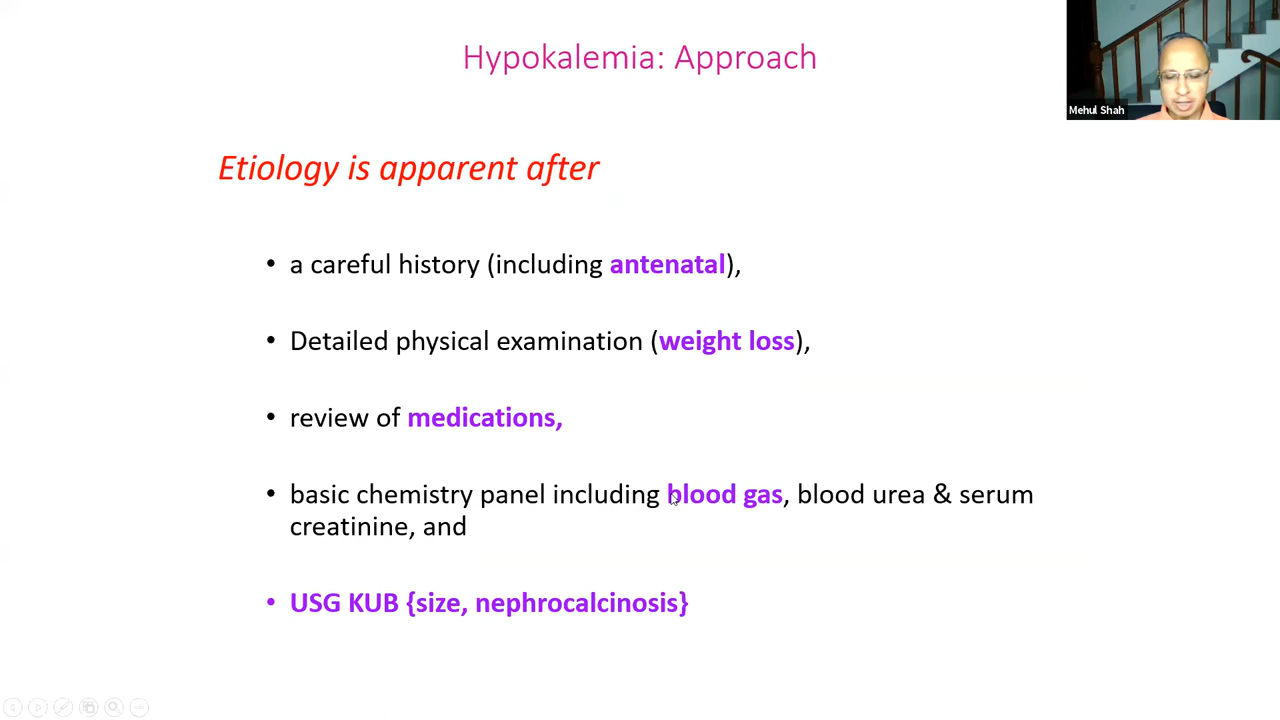 Hypokalemia: Approach
Mehul Shah
Etiology is apparent after
• a careful history (including antenatal),
• Detailed physical examination (weight loss),
• review of medications,
• basic chemistry panel including blood gas, blood urea & serum
creatinine, and
• USG KUB {size, nephrocalcinosis}